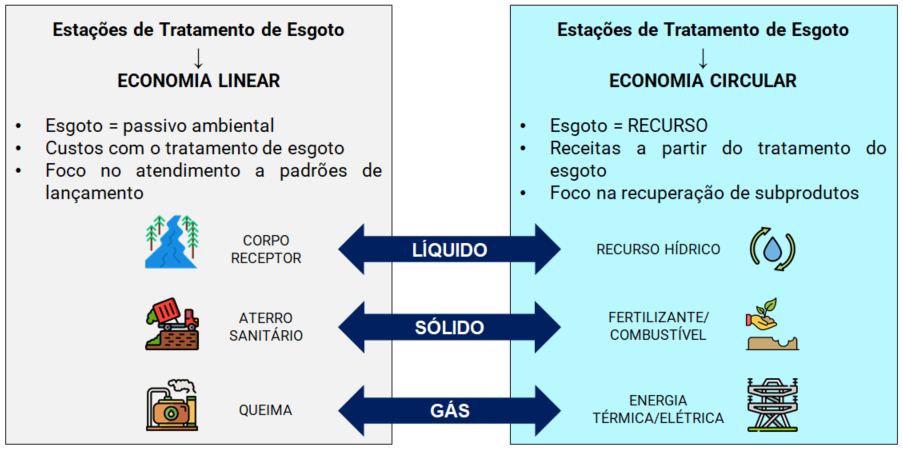 Estações de Tratamento de Esgoto
↓
ECONOMIA LINEAR
• Esgoto = passivo ambiental
• Custos com o tratamento de esgoto
• Foco no atendimento a padrões de
lançamento
CORPO
RECEPTOR
ATERRO
SANITÁRIO
QUEIMA
LÍQUIDO
SÓLIDO
GÁS
Estações de Tratamento de Esgoto
↓
ECONOMIA CIRCULAR
• Esgoto = RECURSO
• Receitas a partir do tratamento do
esgoto
• Foco na recuperação de subprodutos
RECURSO HÍDRICO
FERTILIZANTE/
COMBUSTÍVEL
ENERGIA
TÉRMICA/ELÉTRICA